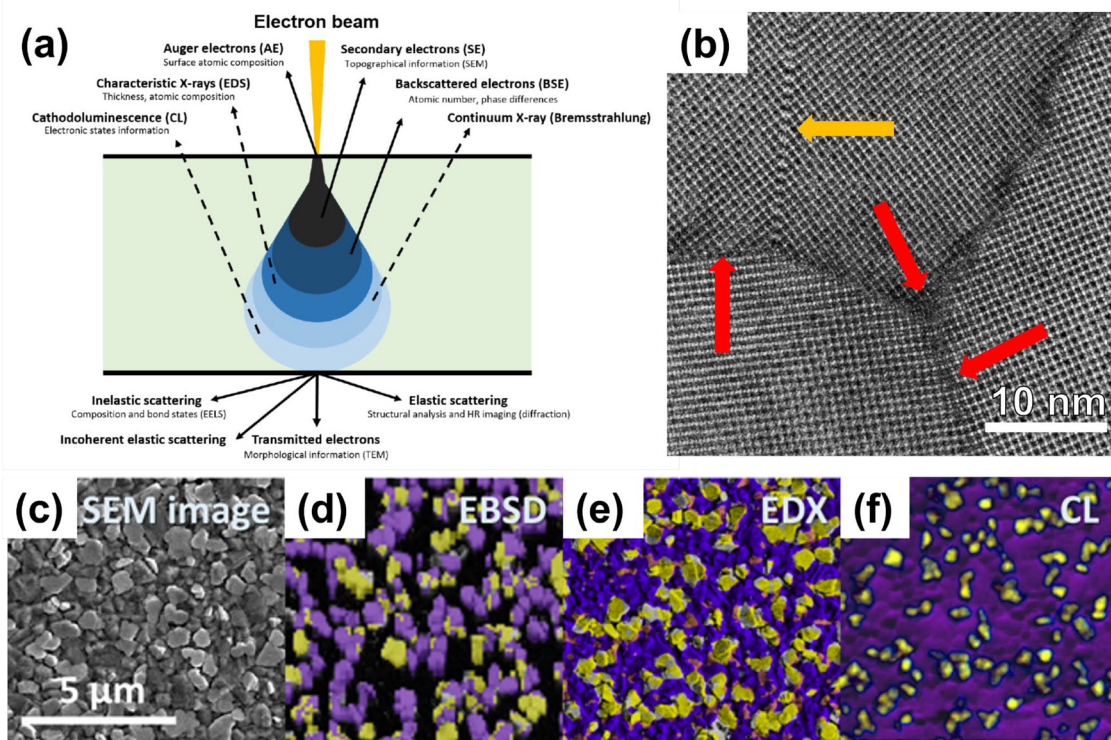 (a)
Electron beam
Auger electrons (AE)
Surface atomic composition
Secondary electrons (SE)
Topographical information (SEM)
Characteristic X-rays (EDS)
Thickness, atomic composition
Backscattered electrons (BSE)
Atomic number, phase differences
Cathodoluminescence (CL)
Electronic states information
Continuum X-ray (Bremsstrahlung)
Inelastic scattering
Composition and bond states (EELS)
Elastic scattering
Structural analysis and HR imaging (diffraction)
Incoherent elastic scattering
Transmitted electrons
Morphological information (TEM)
(b)
10 nm
(c) SEM image
5 µm
(d) EBSD
(e) EDX
(f) CL